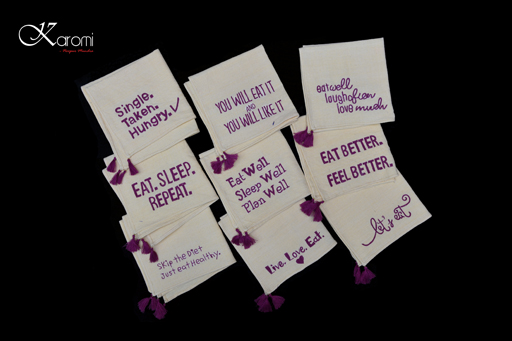 Karomi
Single.
Taken.
Hungry.✓
YOU WILL EAT IT
AND
YOU WILL LIKE IT
eat well
laugh often
love much
EAT. SLEEP.
REPEAT.
Eat Well
Sleep Well
Plan Well
EAT BETTER.
FEEL BETTER.
Skip the Diet
Just eat Healthy.
Live. Love. Eat.
let's eat